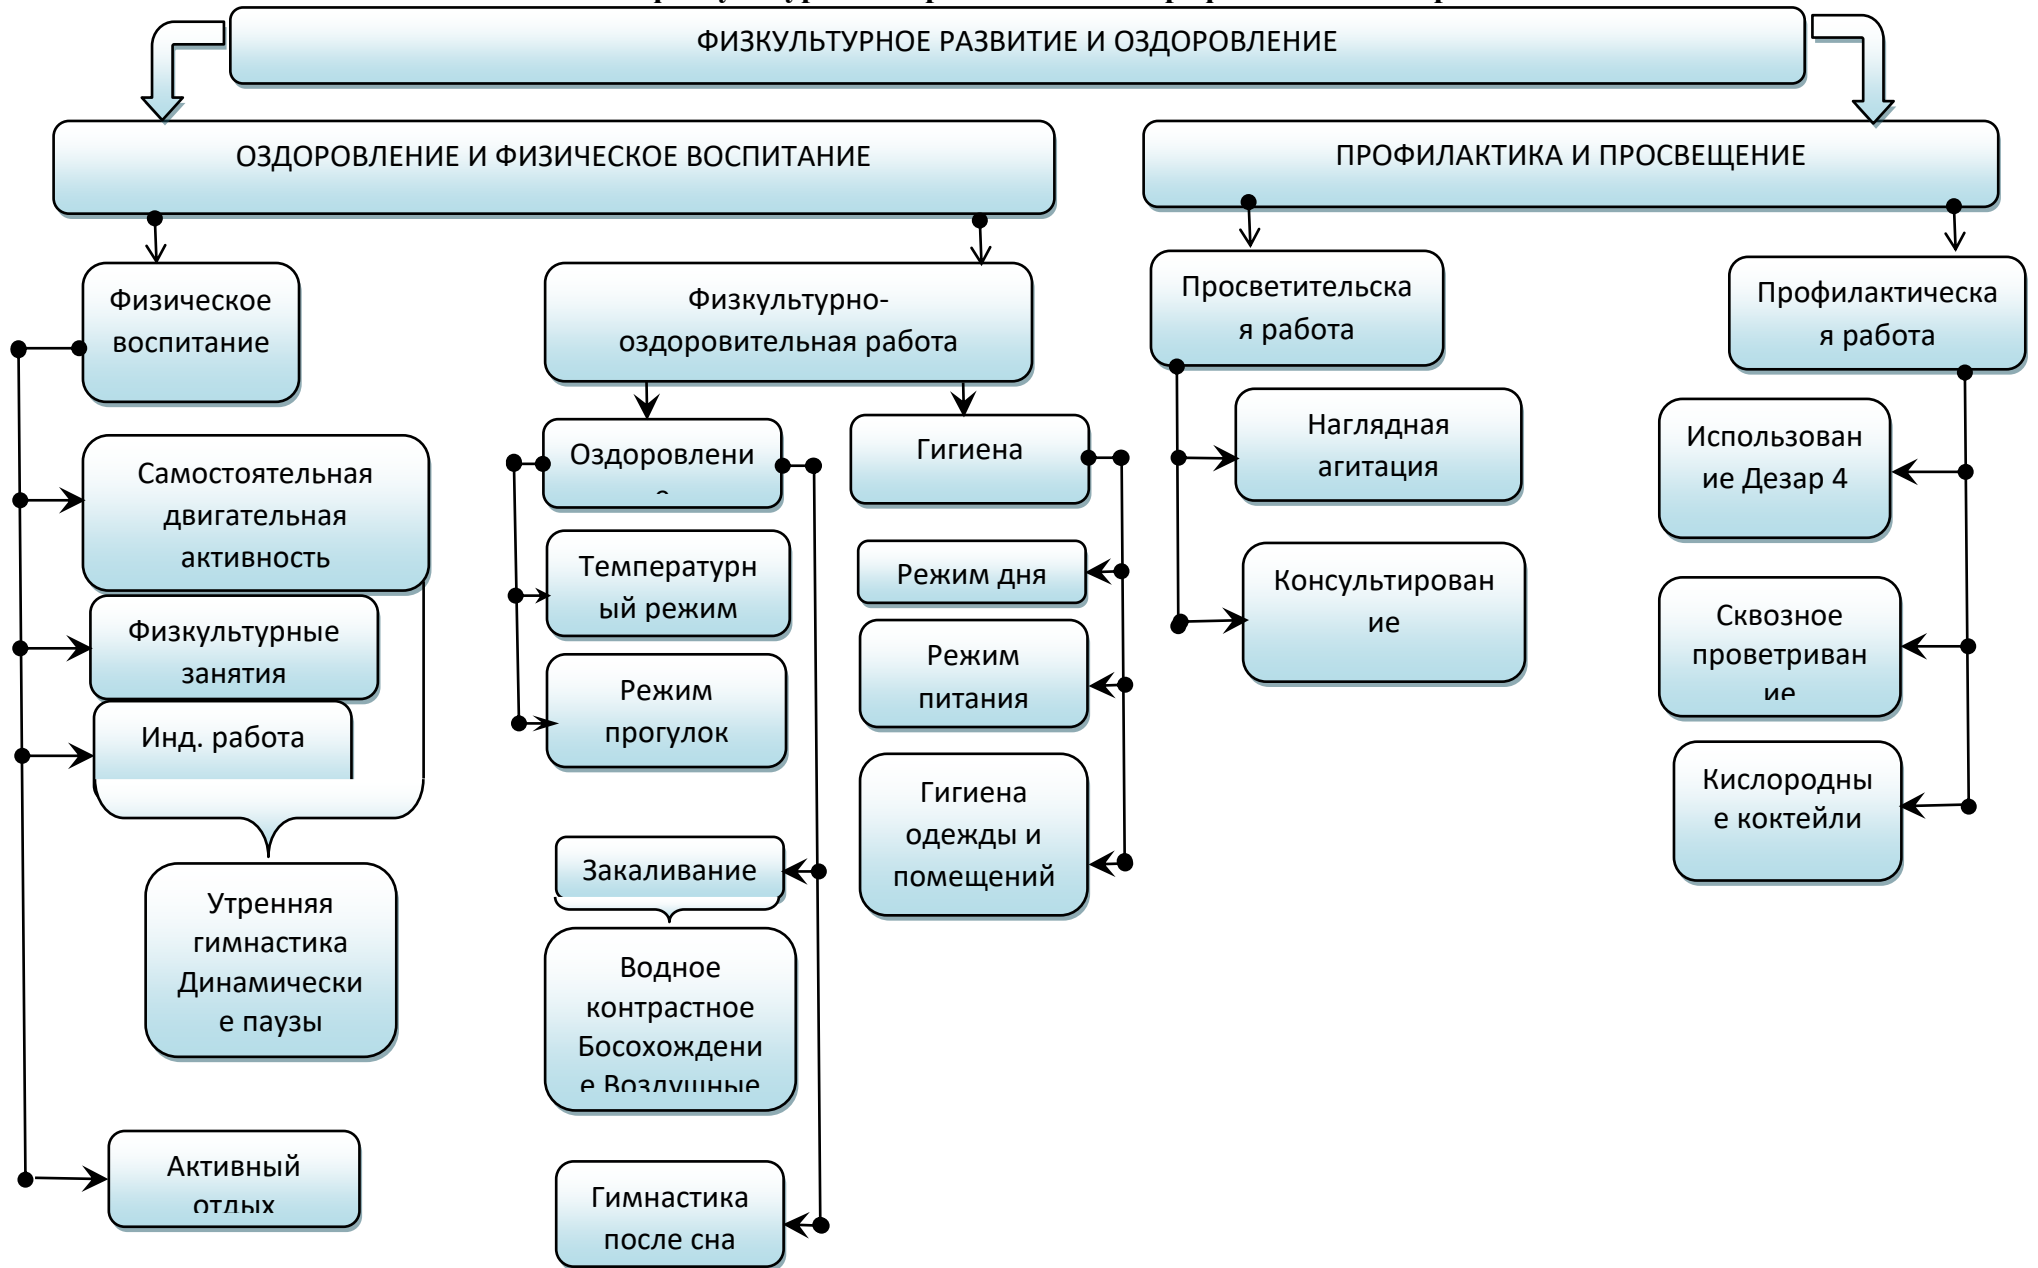 ФИЗКУЛЬТУРНОЕ РАЗВИТИЕ И ОЗДОРОВЛЕНИЕ
ОЗДОРОВЛЕНИЕ И ФИЗИЧЕСКОЕ ВОСПИТАНИЕ
ПРОФИЛАКТИКА И ПРОСВЕЩЕНИЕ
Физическое
воспитание
Самостоятельная
двигательная
активность
Физкультурные
занятия
Инд. работа
Утренняя
гимнастика
Динамически
е паузы
Активный
отдых
Физкультурно-
оздоровительная работа
Оздоровлени
е
Температурн
ый режим
Режим
прогулок
Закаливание
Водное
контрастное
Босохождени
е Воздушные
Гимнастика
после сна
Гигиена
Режим дня
Режим
питания
Гигиена
одежды и
помещений
Просветительска
я работа
Наглядная
агитация
Консультирован
ие
Профилактическа
я работа
Использован
ие Дезар 4
Сквозное
проветриван
ие
Кислородны
е коктейли